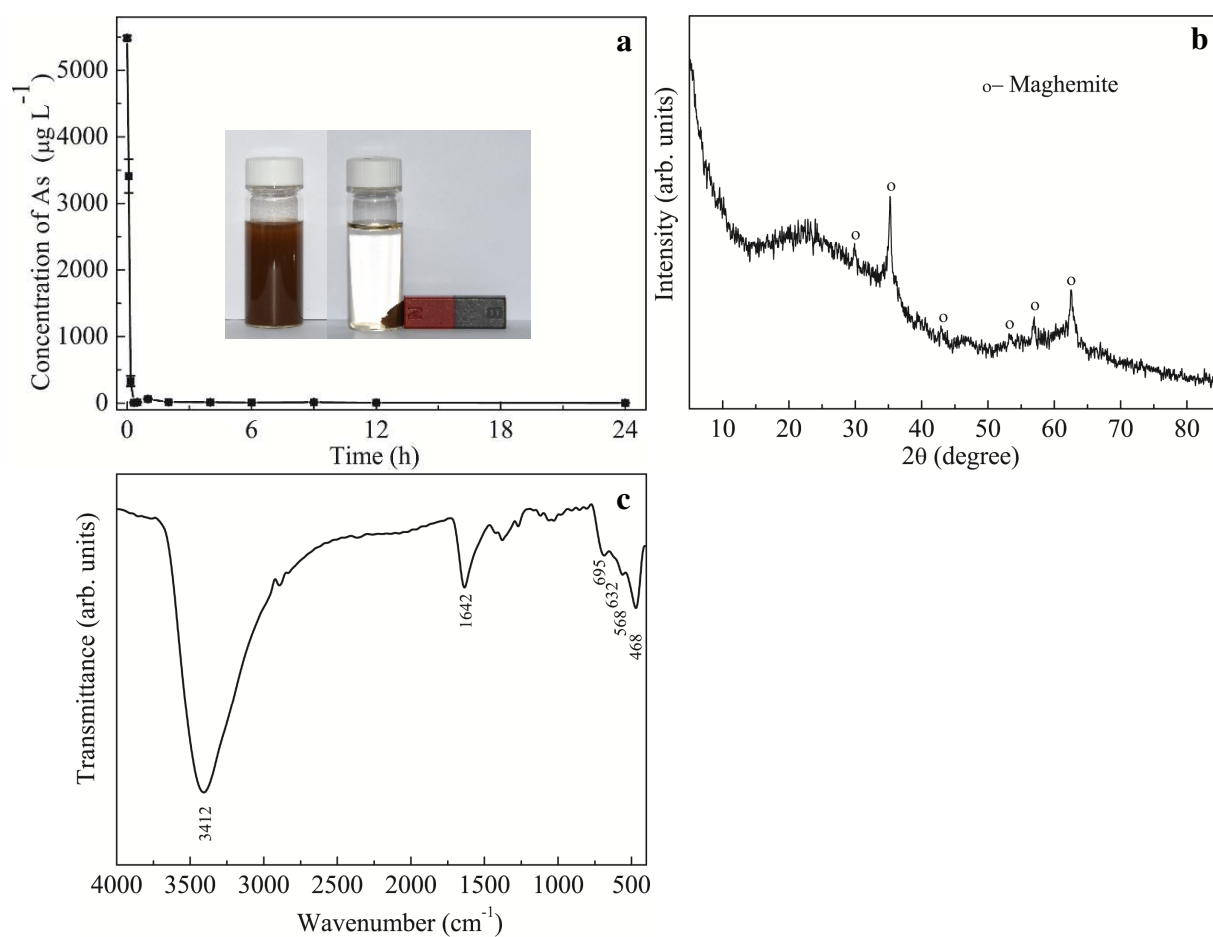 a
Concentration of As (μg L-1)
5000
4000
3000
2000
1000
0
0 6 12 18 24
Time (h)
N
b
o– Maghemite
o
o
o
o
o
o
Intensity (arb. units)
10 20 30 40 50 60 70 80
2θ (degree)
c
Transmittance (arb. units)
3412
1642
695
632
568
468
4000 3500 3000 2500 2000 1500 1000 500
Wavenumber (cm-1)